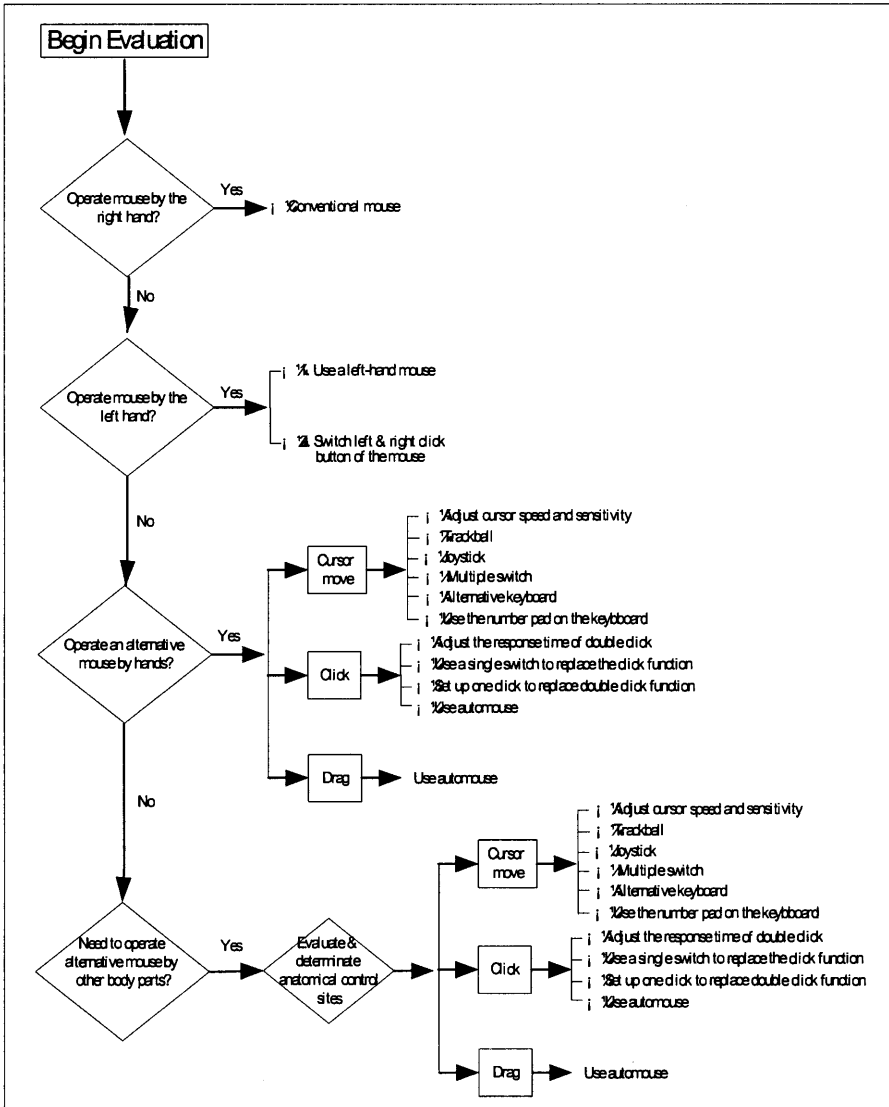 Begin Evaluation
Operate mouse by the
right hand?
Yes
¡ Conventional mouse
No
Operate mouse by the
left hand?
Yes
¡ 1. Use a left-hand mouse
¡ 2. Switch left & right click
button of the mouse
No
Operate an alternative
mouse by hands?
Yes
Cursor
move
¡ Adjust cursor speed and sensitivity
¡ Trackball
¡ Joystick
¡ Multiple switch
¡ Alternative keyboard
¡ Use the number pad on the keybboard
Click
¡ Adjust the response time of double click
¡ Use a single switch to replace the click function
¡ Set up one click to replace double click function
¡ Use automouse
Drag
Use automouse
No
Need to operate
alternative mouse by
other body parts?
Yes
Evaluate &
determinate
anatomical control
sites
Cursor
move
¡ Adjust cursor speed and sensitivity
¡ Trackball
¡ Joystick
¡ Multiple switch
¡ Alternative keyboard
¡ Use the number pad on the keybboard
Click
¡ Adjust the response time of double click
¡ Use a single switch to replace the click function
¡ Set up one click to replace double click function
¡ Use automouse
Drag
Use automouse